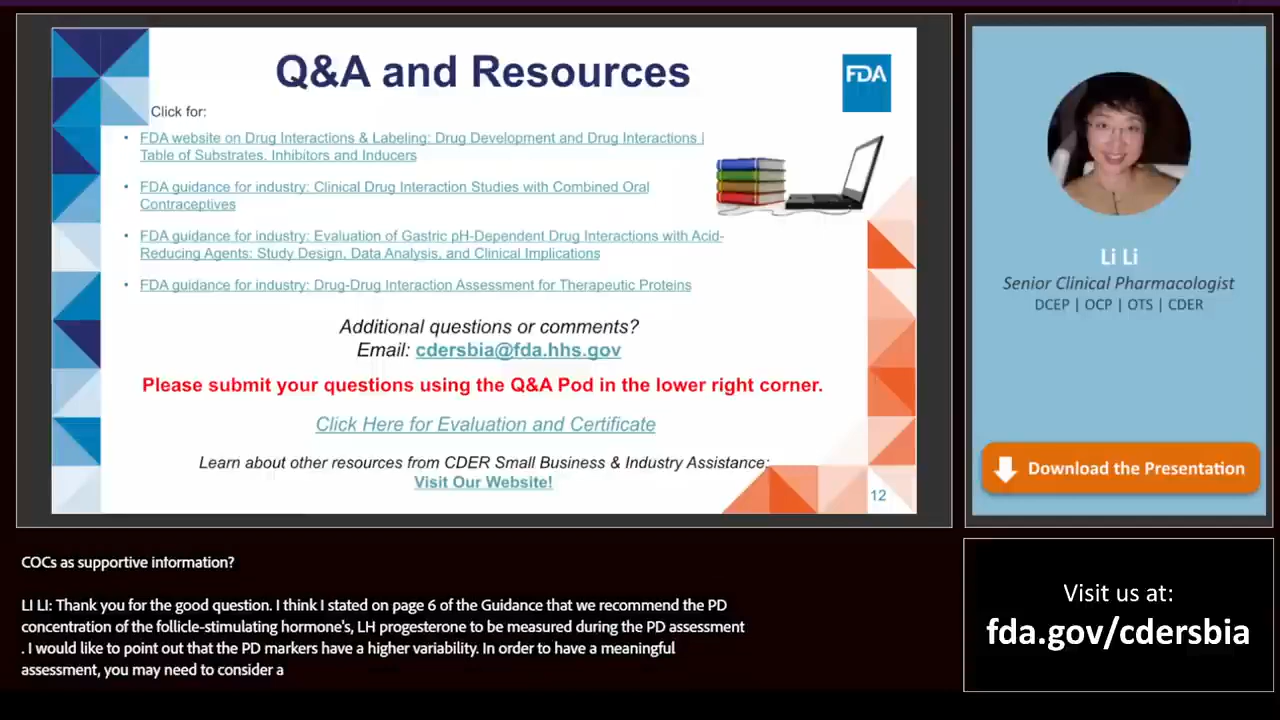 Q&A and Resources
FDA
Click for:
• FDA website on Drug Interactions & Labeling: Drug Development and Drug Interactions |
Table of Substrates, Inhibitors and Inducers
• FDA guidance for industry: Clinical Drug Interaction Studies with Combined Oral
Contraceptives
• FDA guidance for industry: Evaluation of Gastric pH-Dependent Drug Interactions with Acid-
Reducing Agents: Study Design, Data Analysis, and Clinical Implications
• FDA guidance for industry: Drug-Drug Interaction Assessment for Therapeutic Proteins
Additional questions or comments?
Email: cdersbia@fda.hhs.gov
Please submit your questions using the Q&A Pod in the lower right corner.
Click Here for Evaluation and Certificate
Learn about other resources from CDER Small Business & Industry Assistance:
Visit Our Website!
12
Li Li
Senior Clinical Pharmacologist
DCEP | OCP | OTS | CDER
Download the Presentation
COCs as supportive information?
LI LI: Thank you for the good question. I think I stated on page 6 of the Guidance that we recommend the PD
concentration of the follicle-stimulating hormone's, LH progesterone to be measured during the PD assessment
. I would like to point out that the PD markers have a higher variability. In order to have a meaningful
assessment, you may need to consider a
Visit us at:
fda.gov/cdersbia